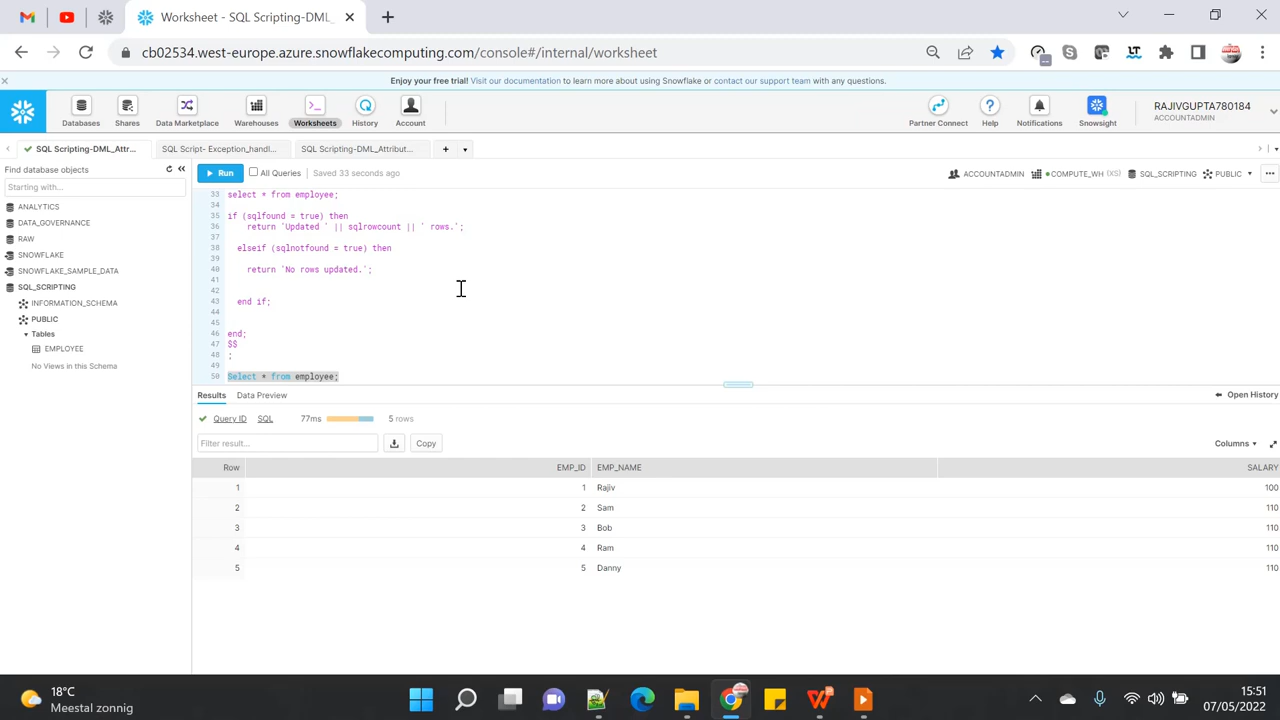 Worksheet - SQL Scripting-DML_
cb02534.west-europe.azure.snowflakecomputing.com/console#/internal/worksheet
Enjoy your free trial! Visit our documentation to learn more about using Snowflake or contact our support team with any questions.
Databases
Shares
Data Marketplace
Warehouses
Worksheets
History
Account
Partner Connect
Help
Notifications
Snowsight
RAJIVGUPTA780184
ACCOUNTADMIN
SQL Scripting-DML_Attr...
SQL Script- Exception_handl...
SQL Scripting-DML_Attribut...
Find database objects
Starting with...
ANALYTICS
DATA_GOVERNANCE
RAW
SNOWFLAKE
SNOWFLAKE_SAMPLE_DATA
SQL_SCRIPTING
INFORMATION_SCHEMA
PUBLIC
Tables
EMPLOYEE
No Views in this Schema
Run
All Queries
Saved 33 seconds ago
ACCOUNTADMIN
COMPUTE_WH (XS)
SQL_SCRIPTING
PUBLIC
33 select * from employee;
34
35 if (sqlfound = true) then
36 return 'Updated ' || sqlrowcount || ' rows.';
37
38 elseif (sqlnotfound = true) then
39
40 return 'No rows updated.';
41
42
43 end if;
44
45
46 end;
47 $$
48 ;
49
50 Select * from employee;
Results
Data Preview
Open History
Query ID
SQL
77ms
5 rows
Filter result...
Copy
Columns
Row EMP_ID EMP_NAME SALARY
1 1 Rajiv 100
2 2 Sam 110
3 3 Bob 110
4 4 Ram 110
5 5 Danny 110
18°C
Meestal zonnig
15:51
07/05/2022